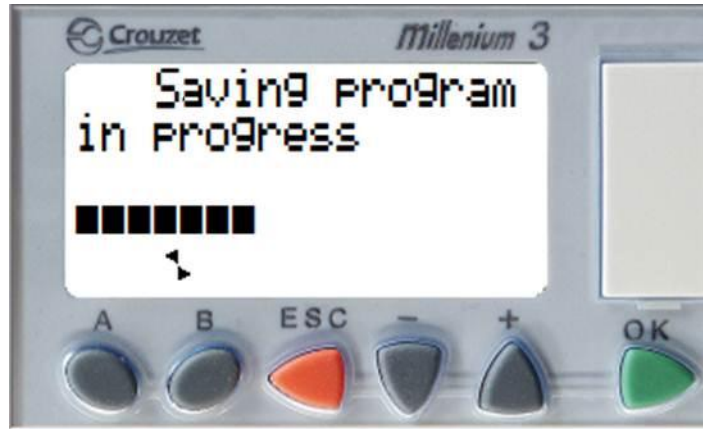 Crouzet
Millenium 3
Saving program
in progress
A B ESC - + OK